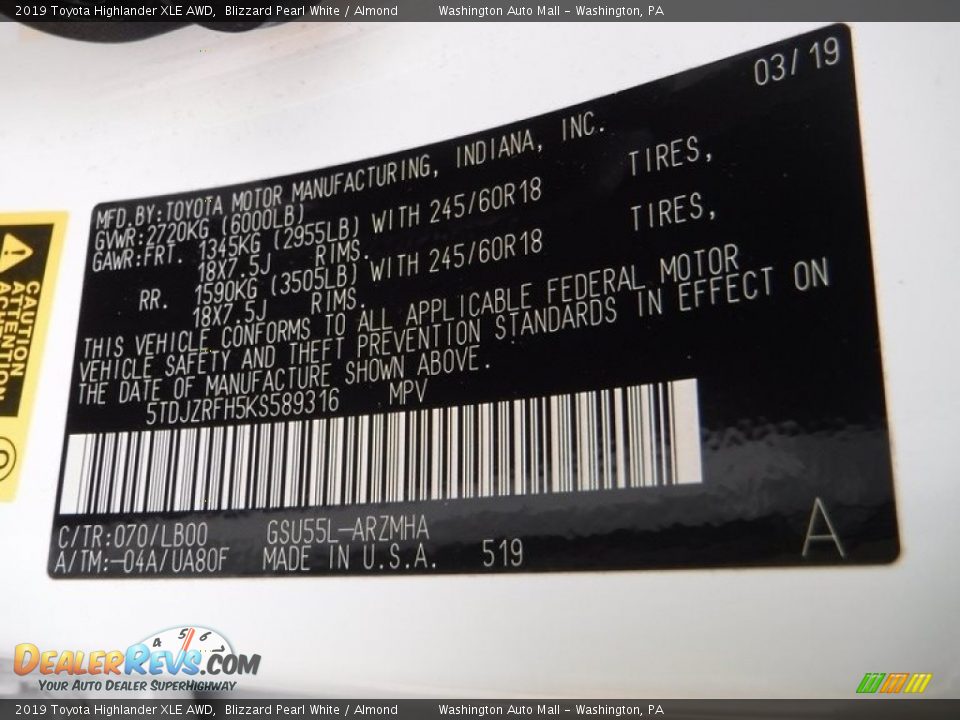 2019 Toyota Highlander XLE AWD, Blizzard Pearl White / Almond Washington Auto Mall - Washington, PA
03/19
MFD.BY:TOYOTA MOTOR MANUFACTURING, INDIANA, INC.
GVWR:2720KG (6000LB)
GAWR:FRT. 1345KG (2955LB) WITH 245/60R18 TIRES,
18X7.5J RIMS.
RR. 1590KG (3505LB) WITH 245/60R18 TIRES,
18X7.5J RIMS.
THIS VEHICLE CONFORMS TO ALL APPLICABLE FEDERAL MOTOR
VEHICLE SAFETY AND THEFT PREVENTION STANDARDS IN EFFECT ON
THE DATE OF MANUFACTURE SHOWN ABOVE.
5TDJZRFH5KS589316 MPV
C/TR:070/LB00 GSU55L-ARZMHA
A/TM:-04A/UA80F MADE IN U.S.A. 519
A
CAUTION
ATTENTION
ACHTUNG
4 5 6
DEALERREVS.COM
YOUR AUTO DEALER SUPERHIGHWAY
2019 Toyota Highlander XLE AWD, Blizzard Pearl White / Almond Washington Auto Mall - Washington, PA